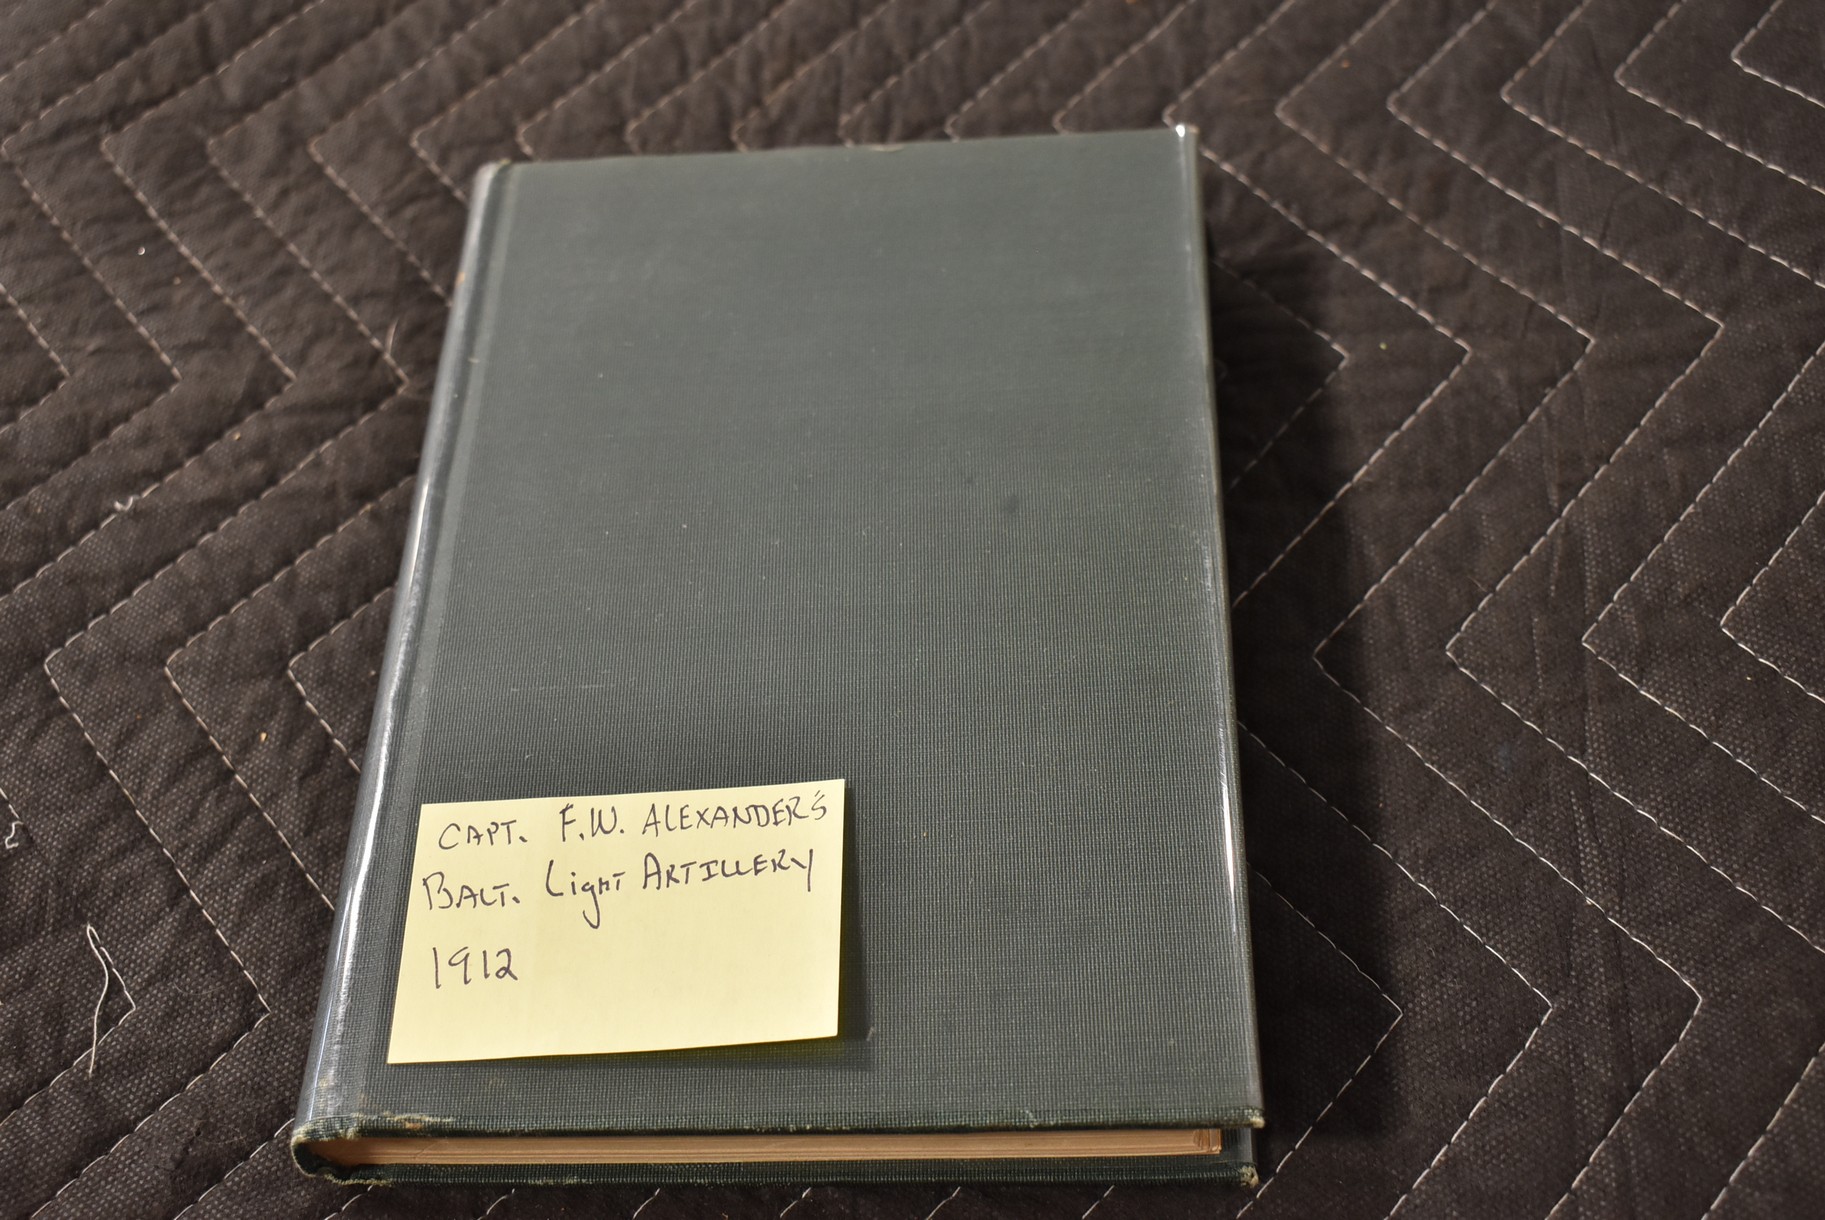 CAPT. F.W. ALEXANDER'S
BALT. Light ARTILLERY
1912